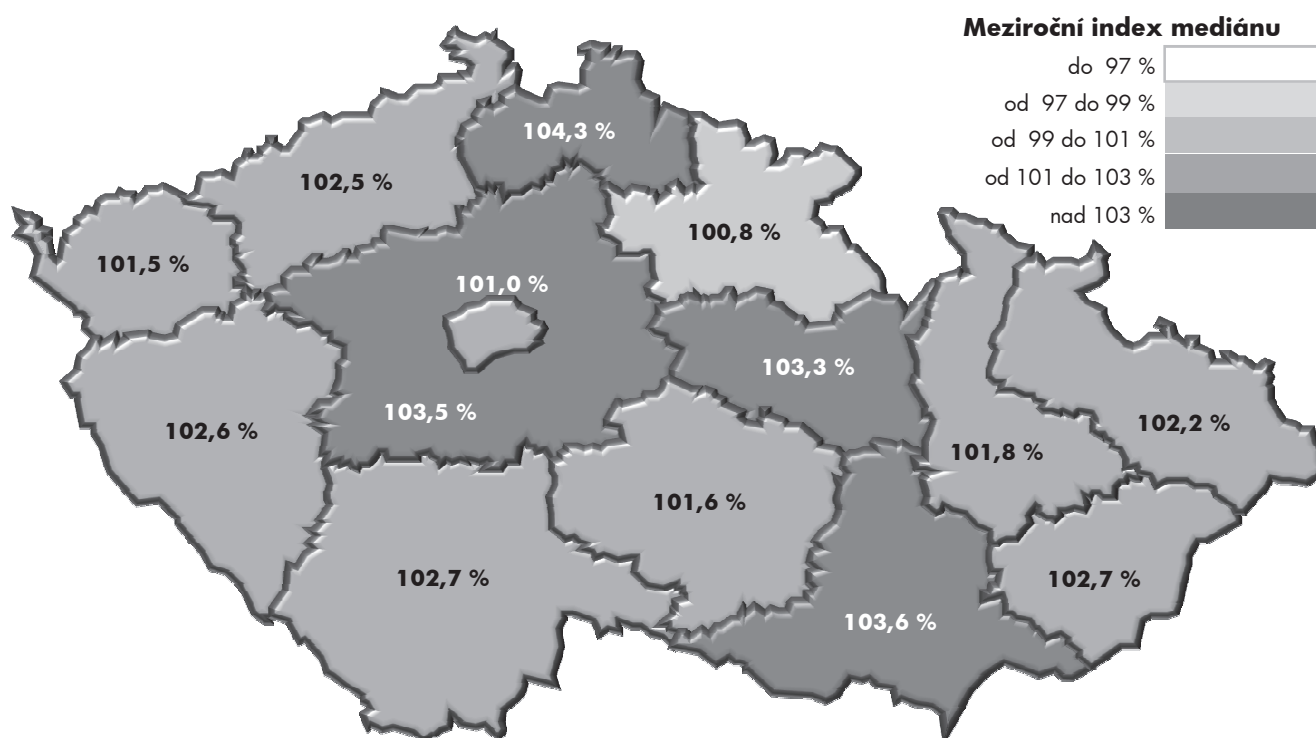 Meziroční index mediánu
do 97 %
od 97 do 99 %
od 99 do 101 %
od 101 do 103 %
nad 103 %
104,3 %
102,5 %
100,8 %
101,5 %
101,0 %
103,3 %
103,5 %
102,6 %
102,2 %
101,8 %
101,6 %
102,7 %
102,7 %
103,6 %